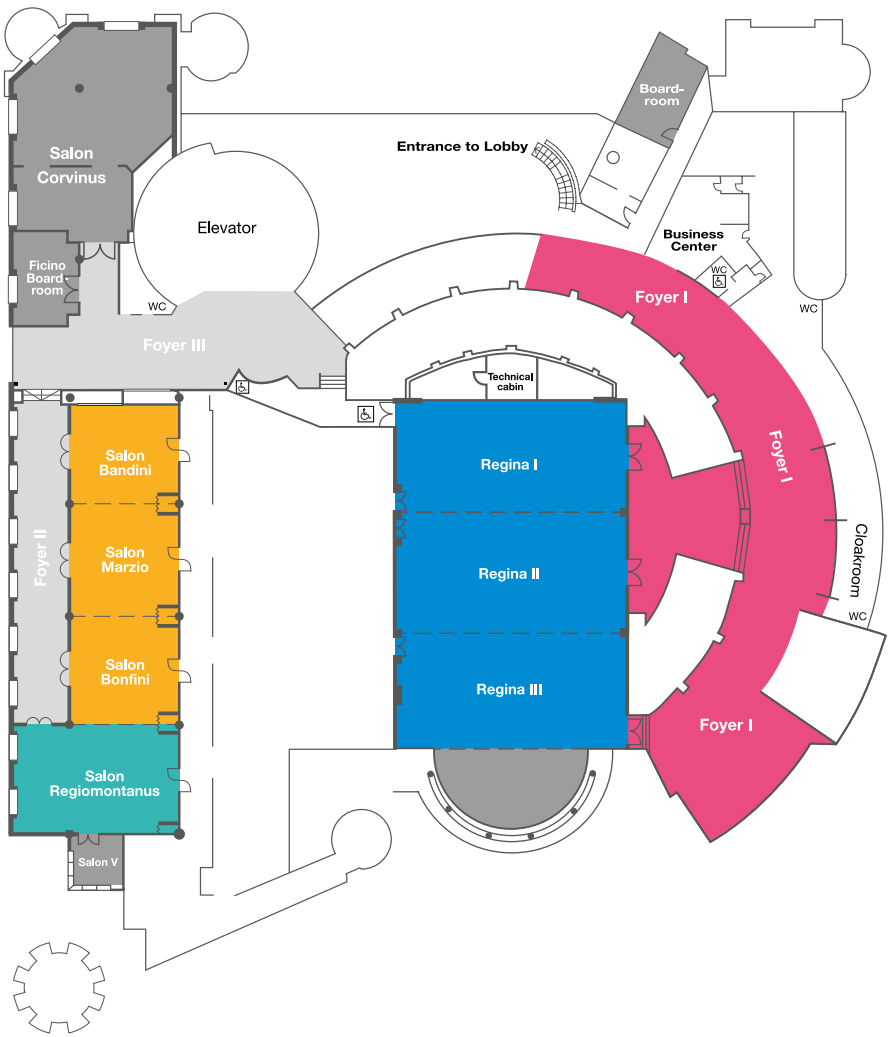 Board-
room
Entrance to Lobby
Salon
Corvinus
Elevator
Business
Center
WC
Ficino
Board-
room
WC
Foyer I
WC
Foyer III
Technical
cabin
Foyer I
Salon
Bandini
Regina I
Foyer II
Salon
Marzio
Regina II
Cloakroom
WC
Salon
Bonfini
Regina III
Foyer I
Salon
Regiomontanus
Salon V